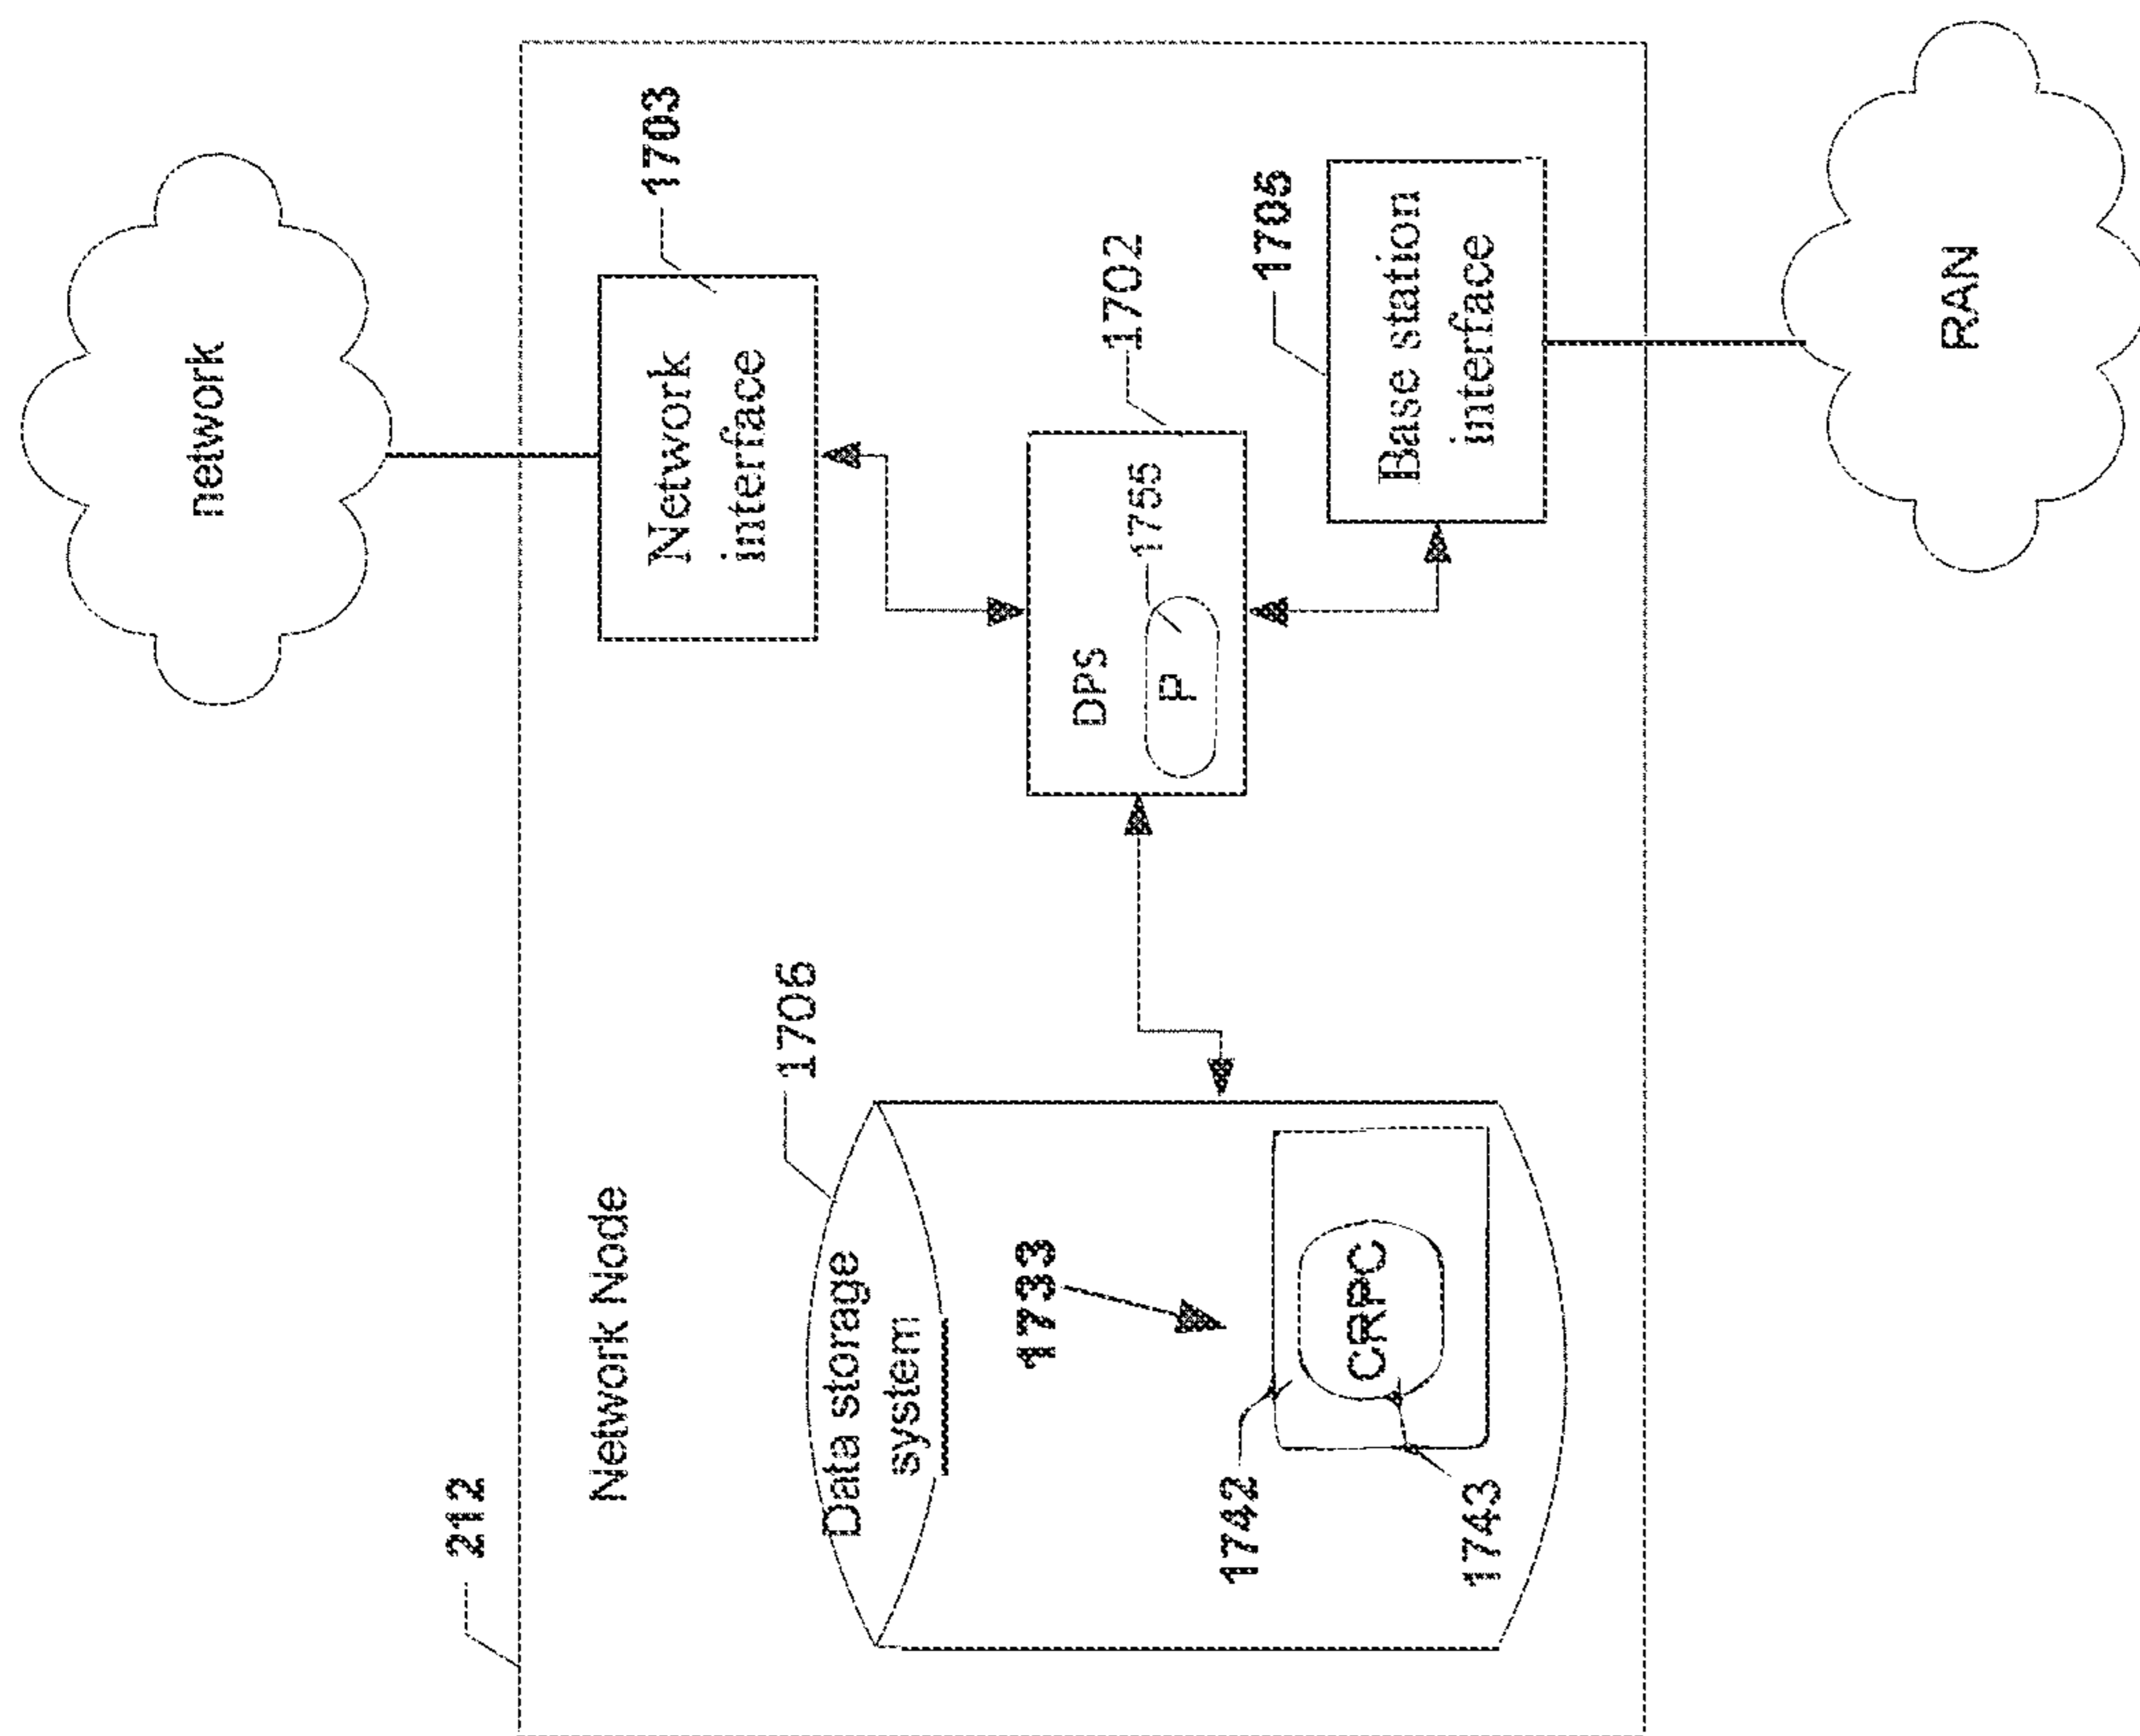 network
212
Network Node
1703
Network
interface
1706
Data storage
system
1733
DPS
1702
1755
P
1742
1705
CRPC
Base station
interface
1743
RAN